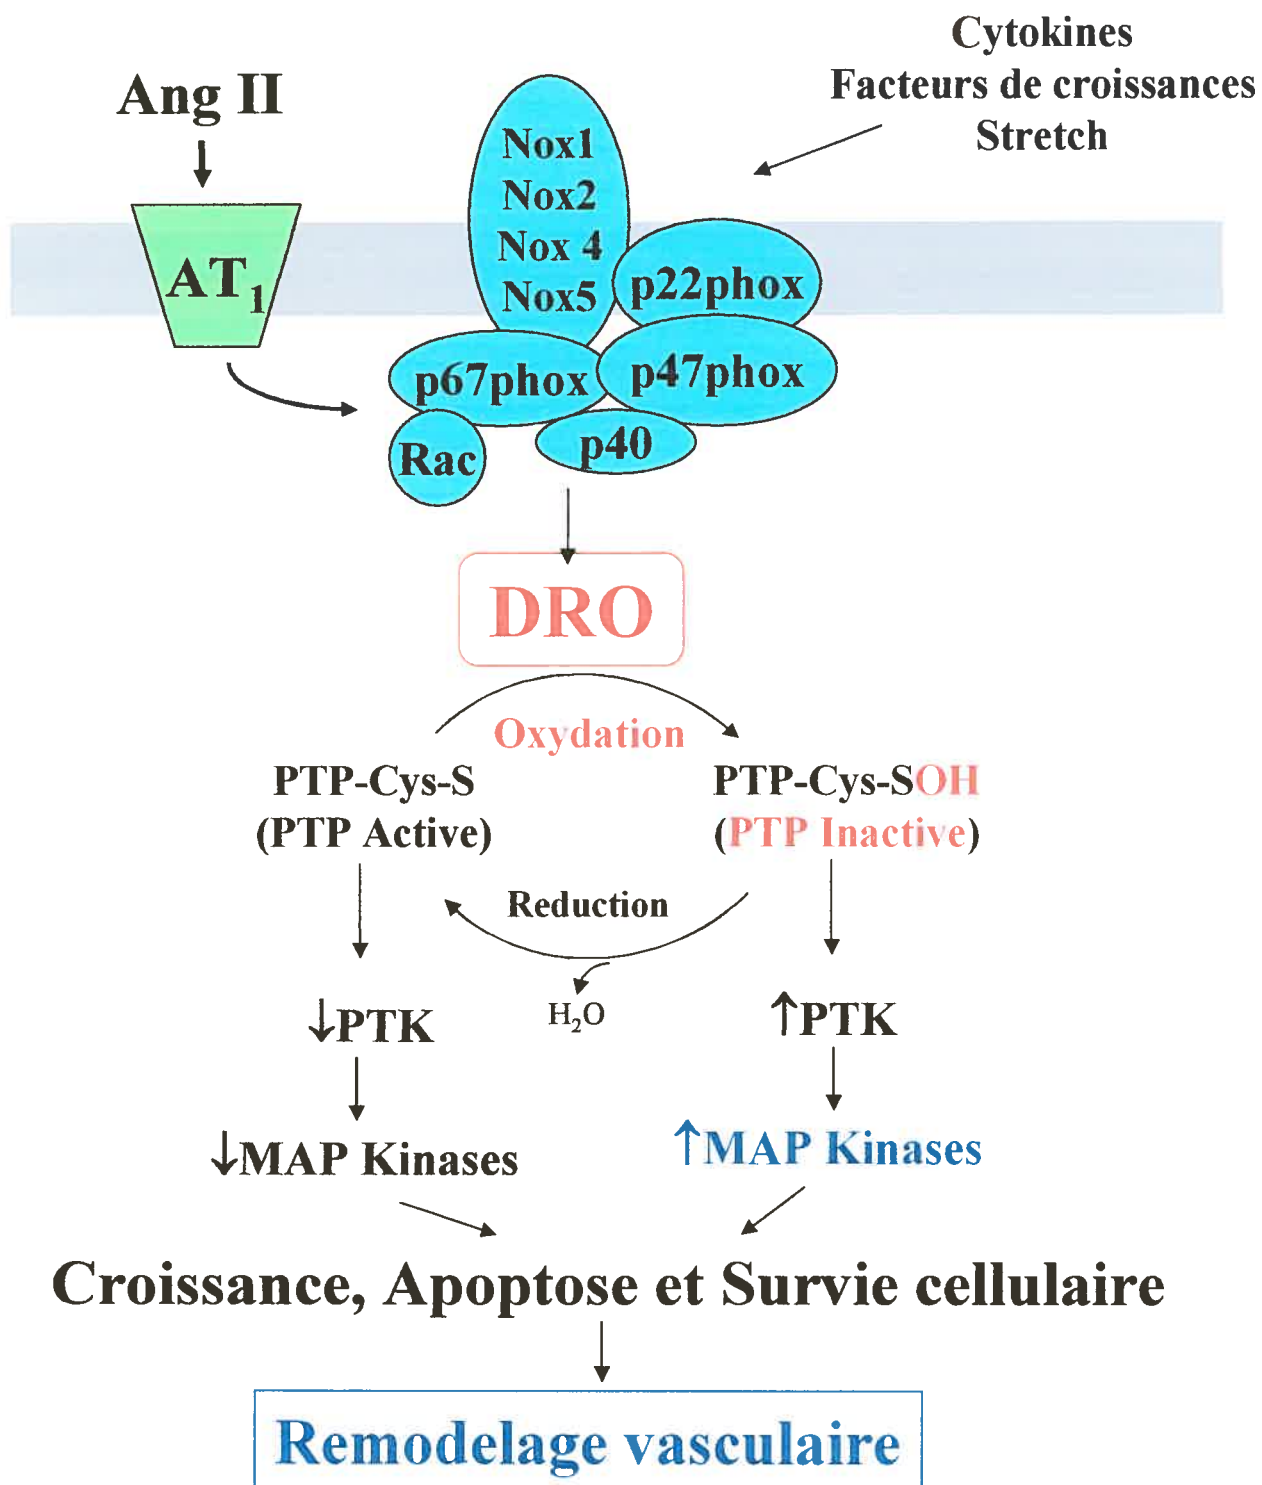 Cytokines
Facteurs de croissances
Stretch
Ang II
AT1
Nox1
Nox2
Nox 4
Nox5
p22phox
p67phox
p47phox
Rac
p40
DRO
Oxydation
PTP-Cys-S
(PTP Active)
PTP-Cys-SOH
(PTP Inactive)
Reduction
H2O
↓PTK
↑PTK
↓MAP Kinases
↑MAP Kinases
Croissance, Apoptose et Survie cellulaire
Remodelage vasculaire